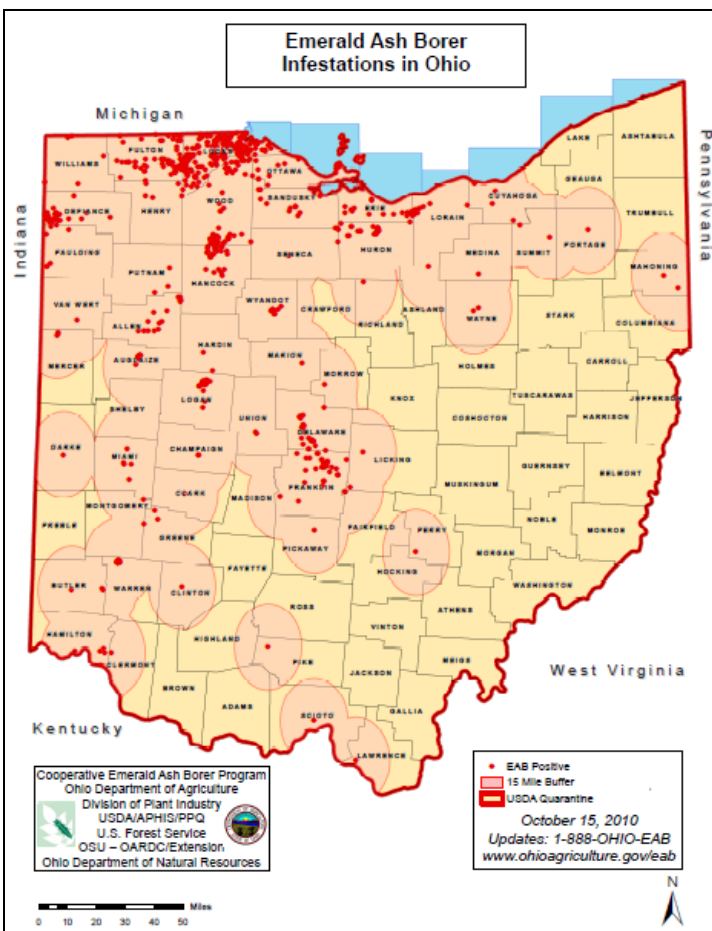 Emerald Ash Borer
Infestations in Ohio
Michigan
Pennsylvania
Indiana
LAKE
ASHTABULA
FULTON
LUCAS
WILLIAMS
OTTAWA
GEAUGA
CUYAHOGA
WOOD
SANDUSKY
ERIE
LORAIN
TRUMBULL
DEFIANCE
HENRY
HURON
MEDINA
SUMMIT
PORTAGE
PAULDING
SENECA
MAHONING
PUTNAM
HANCOCK
VAN WERT
WYANDOT
CRAWFORD
ASHLAND
WAYNE
STARK
COLUMBIANA
ALLEN
RICHLAND
HARDIN
MERCER
AUGLAIZE
MARION
HOLMES
CARROLL
MORROW
LOGAN
KNOX
TUSCARAWAS
JEFFERSON
SHELBY
COSHOCTON
HARRISON
UNION
DELAWARE
DARKE
MIAMI
CHAMPAIGN
LICKING
GUERNSEY
BELMONT
CLARK
FRANKLIN
MUSKINGUM
MADISON
MONTGOMERY
NOBLE
PREEBLE
FAIRFIELD
PERRY
MONROE
GREENE
PICKAWAY
MORGAN
FAYETTE
HOCKING
WASHINGTON
BUTLER
WARREN
CLINTON
ROSS
ATHENS
VINTON
HAMILTON
HIGHLAND
CLERMONT
PIKE
MEIGS
JACKSON
BROWN
ADAMS
GALLIA
SCIOTO
LAWRENCE
West Virginia
Kentucky
Cooperative Emerald Ash Borer Program
Ohio Department of Agriculture
Division of Plant Industry
USDA/APHIS/PPQ
U.S. Forest Service
OSU – OARDC/Extension
Ohio Department of Natural Resources
EAB Positive
15 Mile Buffer
USDA Quarantine
October 15, 2010
Updates: 1-888-OHIO-EAB
www.ohioagriculture.gov/eab
N
Miles
0 10 20 30 40 50